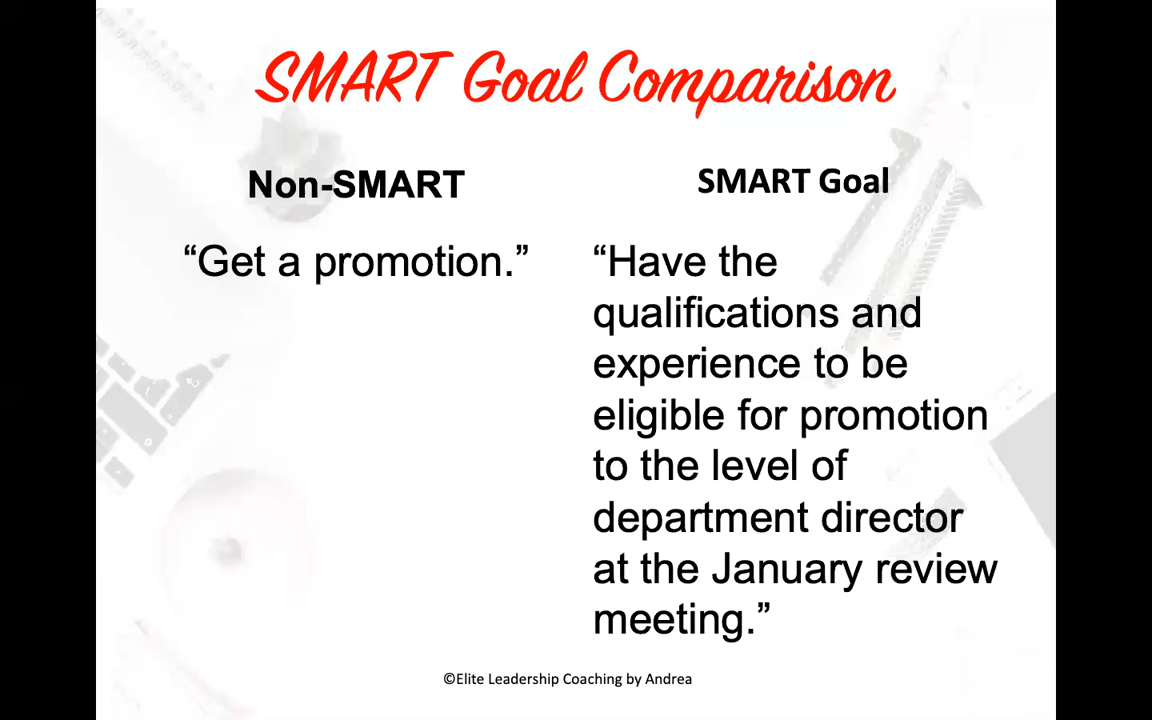 SMART Goal Comparison
Non-SMART
“Get a promotion.”
SMART Goal
“Have the
qualifications and
experience to be
eligible for promotion
to the level of
department director
at the January review
meeting.”
©Elite Leadership Coaching by Andrea